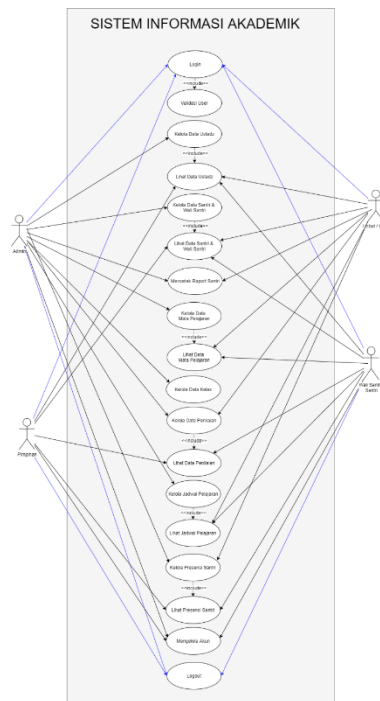 SISTEM INFORMASI AKADEMIK
Login
<<include>>
Validasi User
Kelola Data Ustadz
<<include>>
Lihat Data Ustadz
Kelola Data Santri &
Wali Santri
<<include>>
Lihat Data Santri &
Wali Santri
Admin
Mencetak Raport Santri
Kelola Data
Mata Pelajaran
<<include>>
Lihat Data
Mata Pelajaran
Wali Santri/
Santri
Kelola Data Kelas
Kelola Data Penilaian
<<include>>
Pimpinan
Lihat Data Penilaian
Kelola Jadwal Pelajaran
<<include>>
Lihat Jadwal Pelajaran
Kelola Presensi Santri
<<include>>
Lihat Presensi Santri
Mengelola Akun
Logout